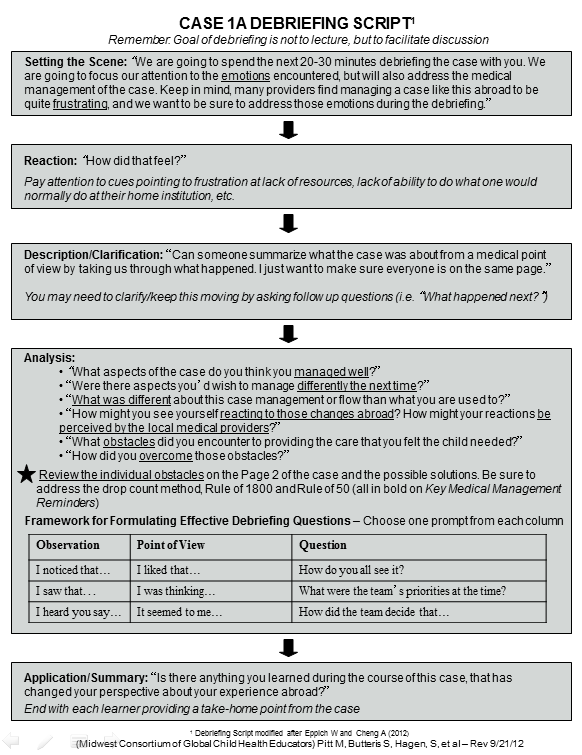 CASE 1A DEBRIEFING SCRIPT¹
Remember: Goal of debriefing is not to lecture, but to facilitate discussion
Setting the Scene: "We are going to spend the next 20-30 minutes debriefing the case with you. We
are going to focus our attention to the emotions encountered, but will also address the medical
management of the case. Keep in mind, many providers find managing a case like this abroad to be
quite frustrating, and we want to be sure to address those emotions during the debriefing."
Reaction: "How did that feel?"
Pay attention to cues pointing to frustration at lack of resources, lack of ability to do what one would
normally do at their home institution, etc.
Description/Clarification: "Can someone summarize what the case was about from a medical point
of view by taking us through what happened. I just want to make sure everyone is on the same page."
You may need to clarify/keep this moving by asking follow up questions (i.e. "What happened next?")
Analysis:
• "What aspects of the case do you think you managed well?"
• "Were there aspects you'd wish to manage differently the next time?"
• "What was different about this case management or flow than what you are used to?"
• "How might you see yourself reacting to those changes abroad? How might your reactions be
perceived by the local medical providers?"
• "What obstacles did you encounter to providing the care that you felt the child needed?"
• "How did you overcome those obstacles?"
★ Review the individual obstacles on the Page 2 of the case and the possible solutions. Be sure to
address the drop count method, Rule of 1800 and Rule of 50 (all in bold on Key Medical Management
Reminders)
Framework for Formulating Effective Debriefing Questions – Choose one prompt from each column
Observation Point of View Question
I noticed that… I liked that… How do you all see it?
I saw that… I was thinking… What were the team's priorities at the time?
I heard you say… It seemed to me… How did the team decide that…
Application/Summary: "Is there anything you learned during the course of this case, that has
changed your perspective about your experience abroad?"
End with each learner providing a take-home point from the case
¹ Debriefing Script modified after Eppich W and Cheng A (2012)
(Midwest Consortium of Global Child Health Educators) Pitt M, Butteris S, Hagen, S, et al – Rev 9/21/12